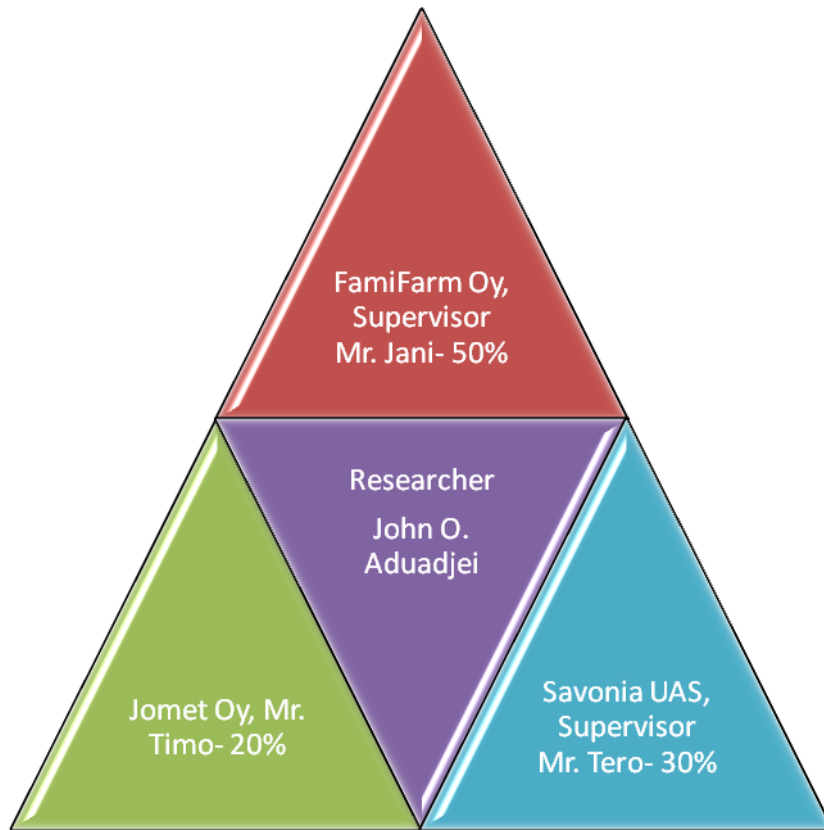 FamiFarm Oy,
Supervisor
Mr. Jani- 50%
Researcher
John O.
Aduadjei
Jomet Oy, Mr.
Timo- 20%
Savonia UAS,
Supervisor
Mr. Tero- 30%